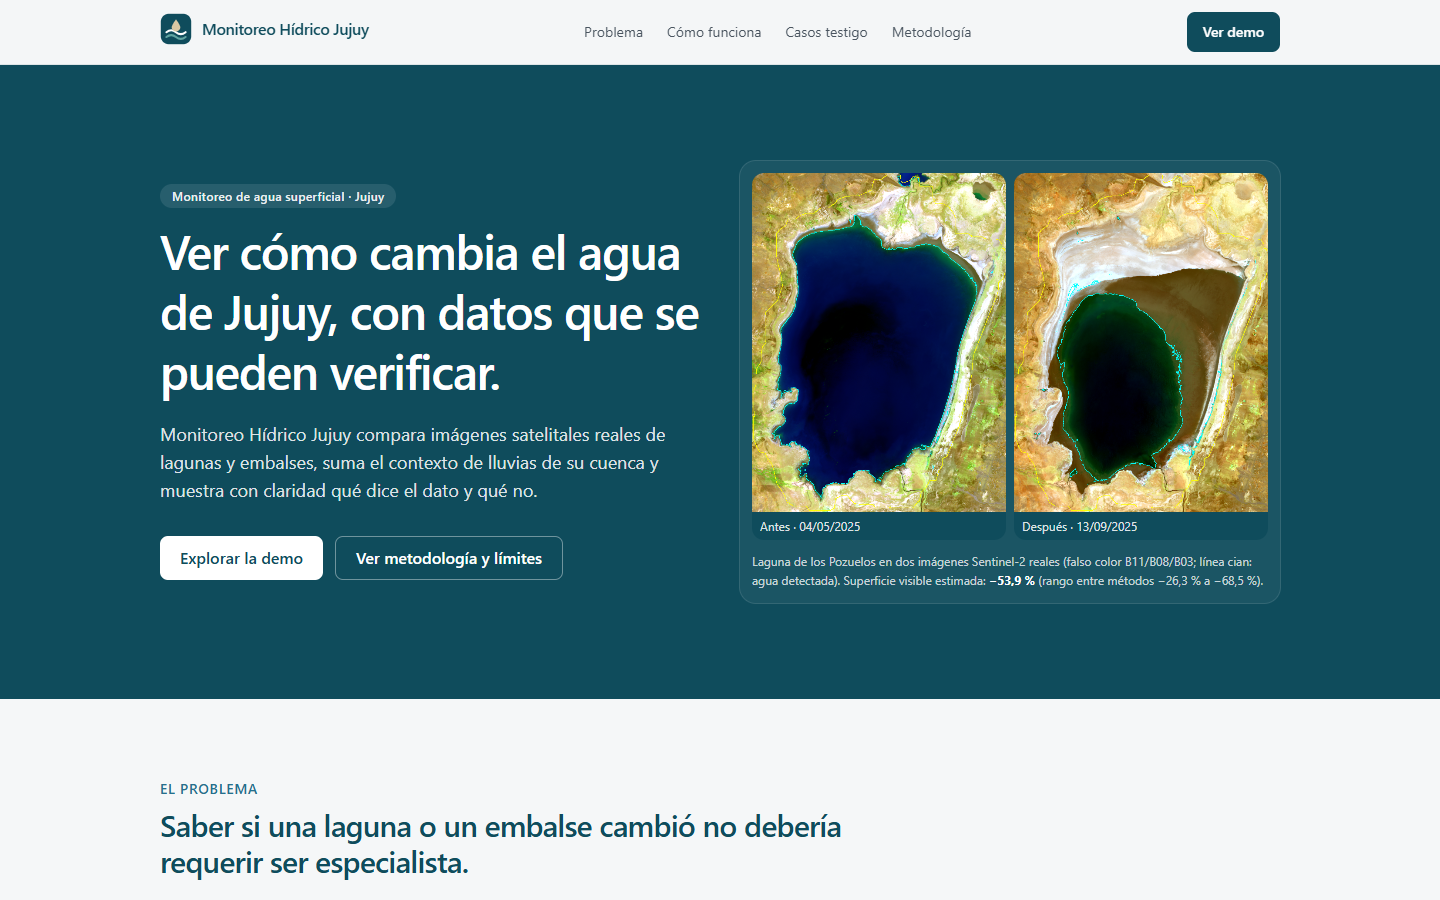 Monitoreo Hídrico Jujuy
Problema
Cómo funciona
Casos testigo
Metodología
Ver demo
Monitoreo de agua superficial · Jujuy
Ver cómo cambia el agua
de Jujuy, con datos que se
pueden verificar.
Monitoreo Hídrico Jujuy compara imágenes satelitales reales de
lagunas y embalses, suma el contexto de lluvias de su cuenca y
muestra con claridad qué dice el dato y qué no.
Explorar la demo
Ver metodología y límites
Antes · 04/05/2025
Después · 13/09/2025
Laguna de los Pozuelos en dos imágenes Sentinel-2 reales (falso color B11/B08/B03; línea cian:
agua detectada). Superficie visible estimada: −53,9 % (rango entre métodos −26,3 % a −68,5 %).
EL PROBLEMA
Saber si una laguna o un embalse cambió no debería
requerir ser especialista.